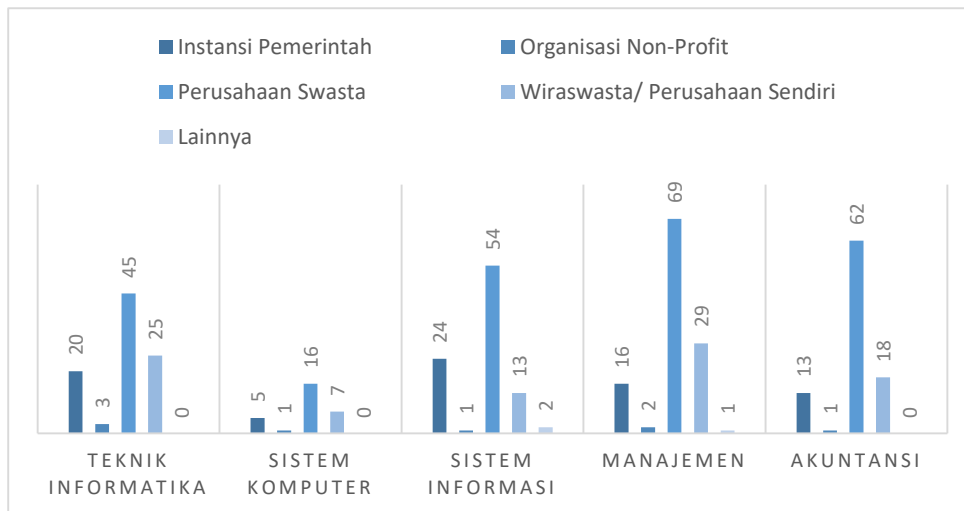 Instansi Pemerintah
Organisasi Non-Profit
Perusahaan Swasta
Wiraswasta/ Perusahaan Sendiri
Lainnya
20
3
45
25
0
5
1
16
7
0
24
1
54
13
2
16
2
69
29
1
13
1
62
18
0
TEKNIK
INFORMATIKA
SISTEM
KOMPUTER
SISTEM
INFORMASI
MANAJEMEN
AKUNTANSI